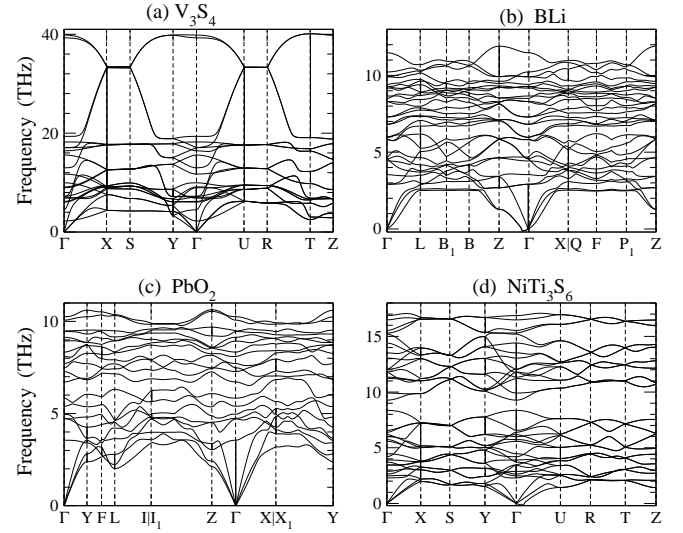 (a) V₃S₄
(b) BLi
Frequency (THz)
40
20
0
Γ X S Y Γ U R T Z
10
5
0
Γ L B₁ B Z Γ X|Q F P₁ Z
(c) PbO₂
(d) NiTi₃S₆
Frequency (THz)
10
5
0
Γ Y F L I|I₁ Z Γ X|X₁ Y
15
10
5
0
Γ X S Y Γ U R T Z